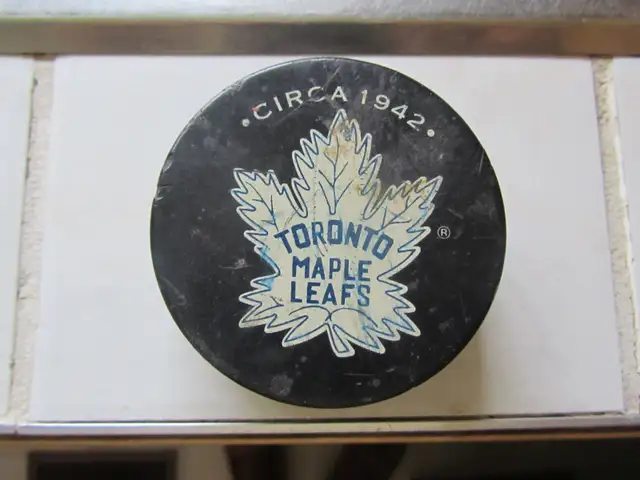 •CIRCA 1942•
TORONTO
MAPLE
LEAFS
®